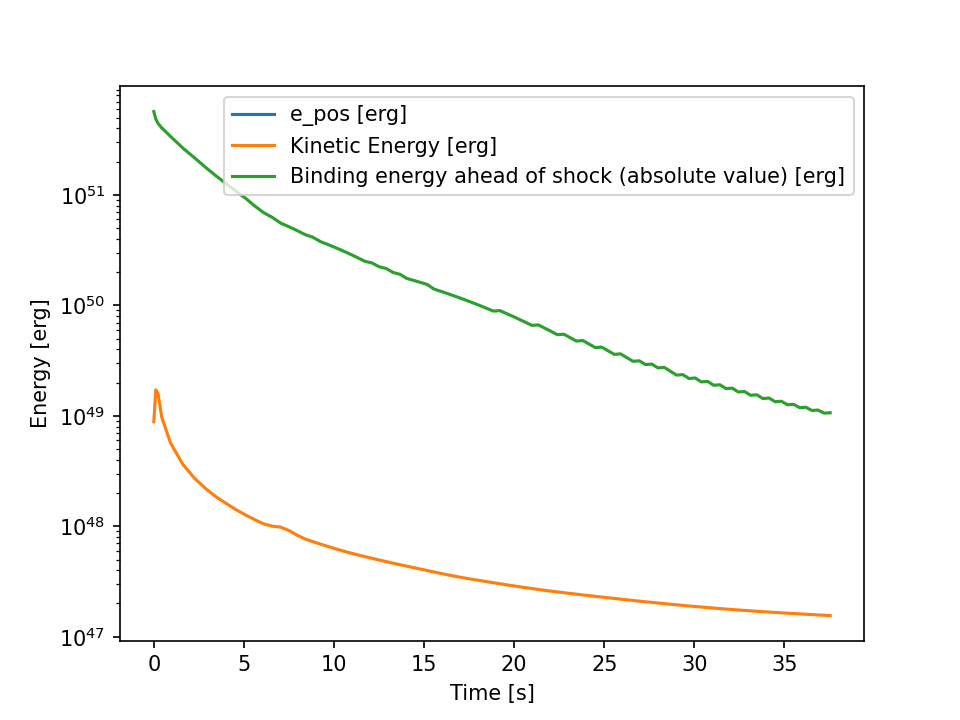 e_pos [erg]
Kinetic Energy [erg]
Binding energy ahead of shock (absolute value) [erg]
10^51
10^50
10^49
10^48
10^47
Energy [erg]
0 5 10 15 20 25 30 35
Time [s]